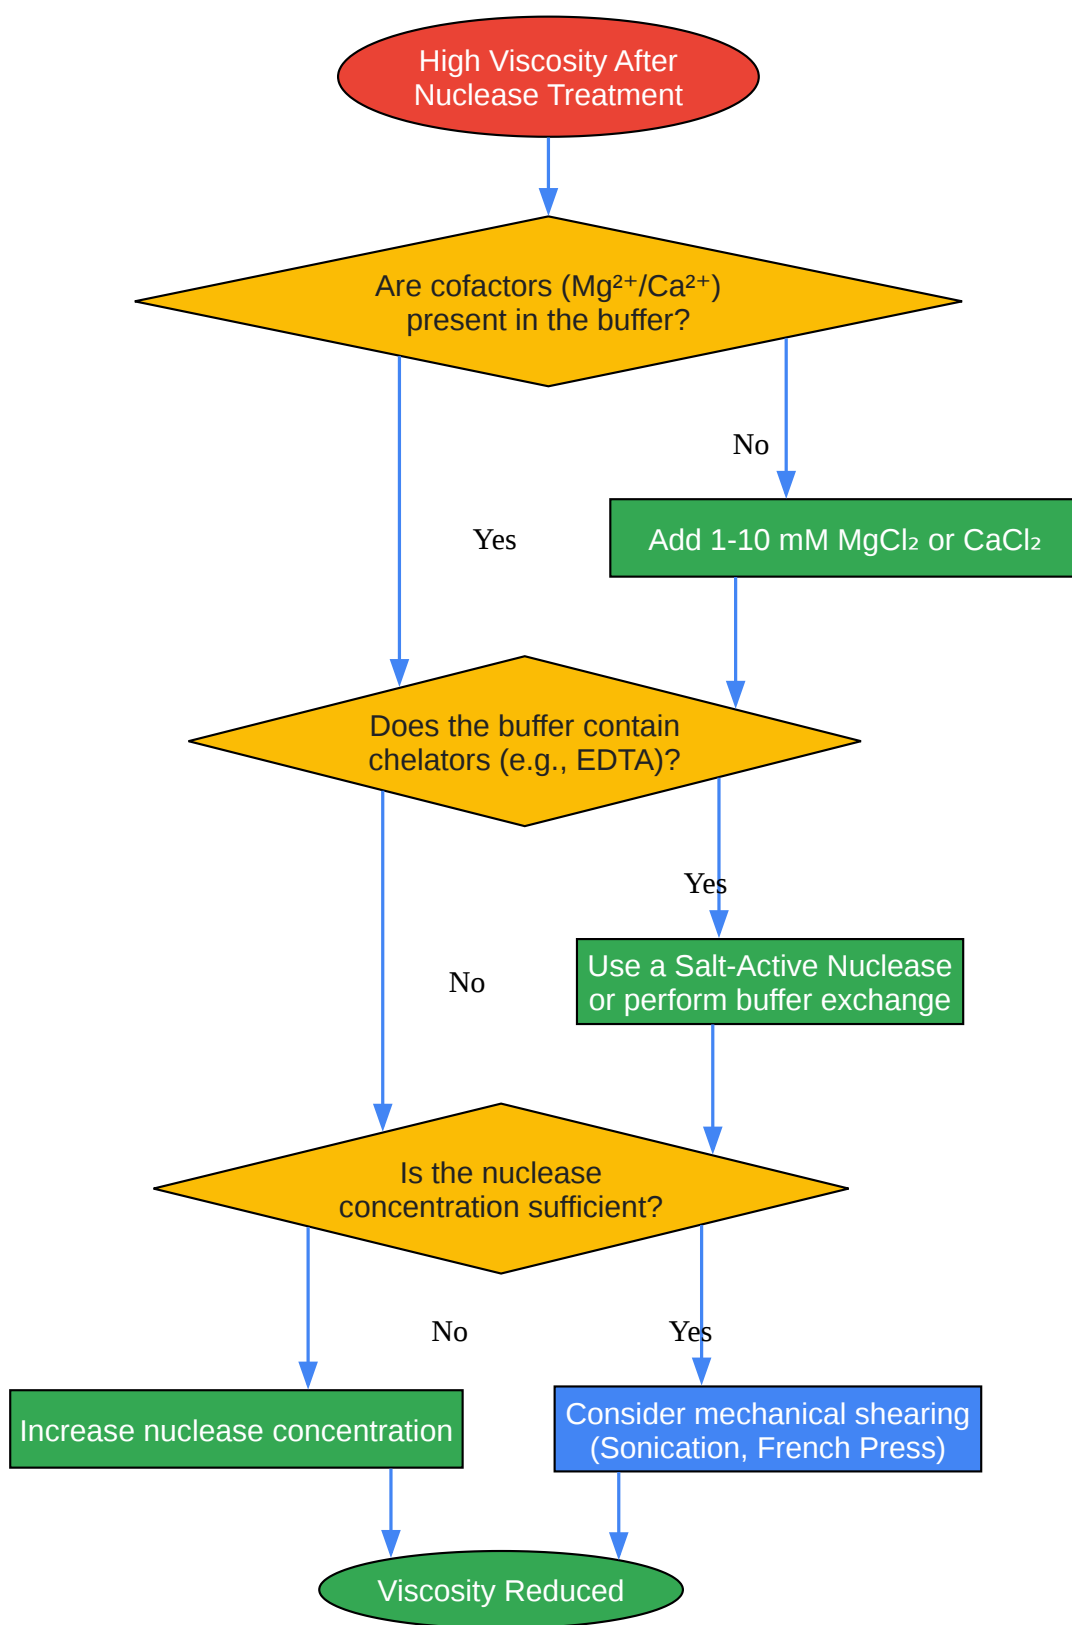 High Viscosity After
Nuclease Treatment
Are cofactors (Mg²⁺/Ca²⁺)
present in the buffer?
No
Yes
Add 1-10 mM MgCl₂ or CaCl₂
Does the buffer contain
chelators (e.g., EDTA)?
Yes
No
Use a Salt-Active Nuclease
or perform buffer exchange
Is the nuclease
concentration sufficient?
No
Yes
Increase nuclease concentration
Consider mechanical shearing
(Sonication, French Press)
Viscosity Reduced